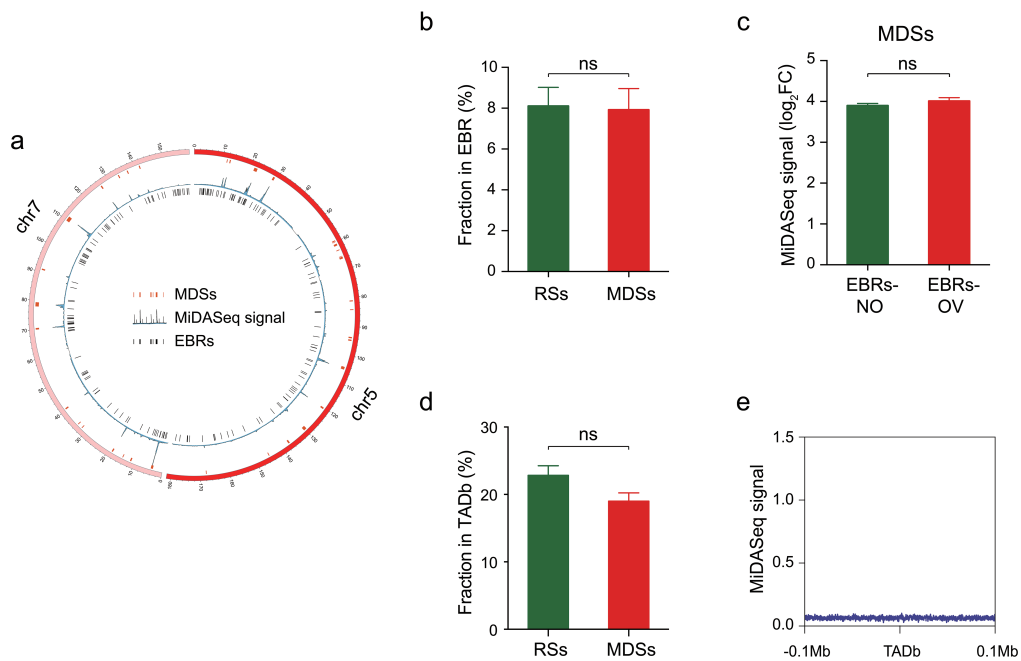 a
chr7
chr5
MDSs
MiDASeq signal
EBRs
b
ns
Fraction in EBR (%)
10
8
6
4
2
0
RSs
MDSs
c
MDSs
ns
MiDASeq signal (log2FC)
5
4
3
2
1
0
EBRs-
NO
EBRs-
OV
d
ns
Fraction in TADb (%)
30
20
10
0
RSs
MDSs
e
MiDASeq signal
1.5
1.0
0.5
0.0
-0.1Mb
TADb
0.1Mb